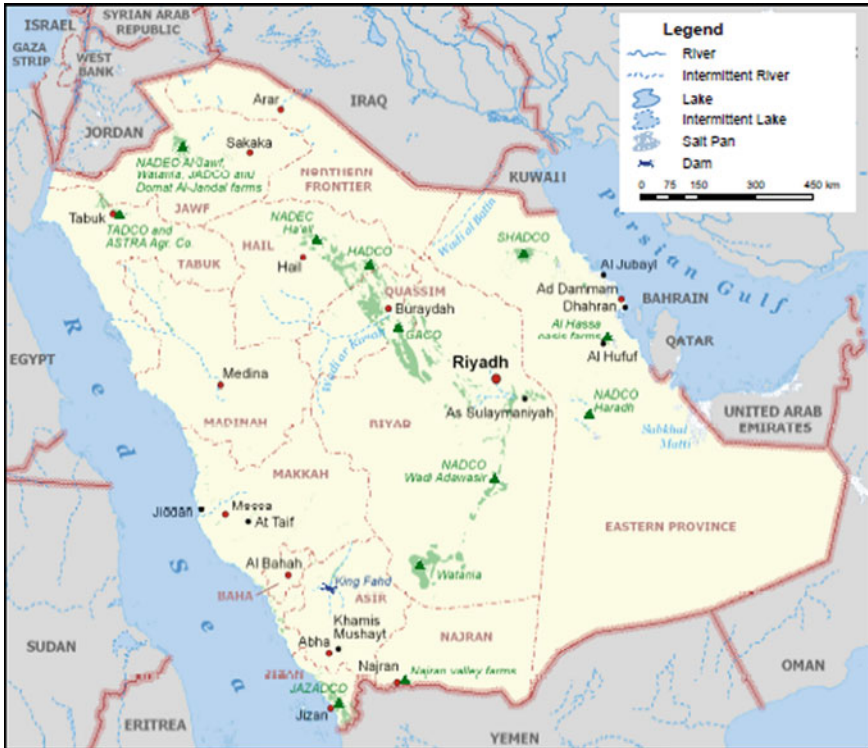 ISRAEL
SYRIAN ARAB
REPUBLIC
GAZA
STRIP
WEST
BANK
JORDAN
IRAQ
KUWAIT
Legend
River
Intermittent River
Lake
Intermittent Lake
Salt Pan
Dam
0 75 150 300 450 km
Arar
Sakaka
NADEC Al-Jawf,
Watania, JADCO and
Domat Al-Jandal farms
NORTHERN
FRONTIER
JAWF
Tabuk
TADCO and
ASTRA Agr. Co.
TABUK
HAIL
NADEC
Ha'eil
Hail
HADCO
Wadi al Batin
SHADCO
Persian Gulf
Al Jubayl
Ad Dammam
Dhahran
BAHRAIN
QUASSIM
Buraydah
GACO
Wadi ar Rimah
Al Hassa
oasis farms
Al Hufuf
QATAR
EGYPT
Red Sea
Medina
MADINAH
Riyadh
As Sulaymaniyah
RIYAD
NADCO
Haradh
Sabkhat
Matti
UNITED ARAB
EMIRATES
MAKKAH
NADCO
Wadi Adawasir
EASTERN PROVINCE
Jiddah
Mecca
At Taif
Al Bahah
BAHA
King Fahd
ASIR
Watania
Khamis
Mushayt
Abha
NAJRAN
Najran
Najran valley farms
JIZAN
JAZADCO
Jizan
SUDAN
ERITREA
YEMEN
OMAN